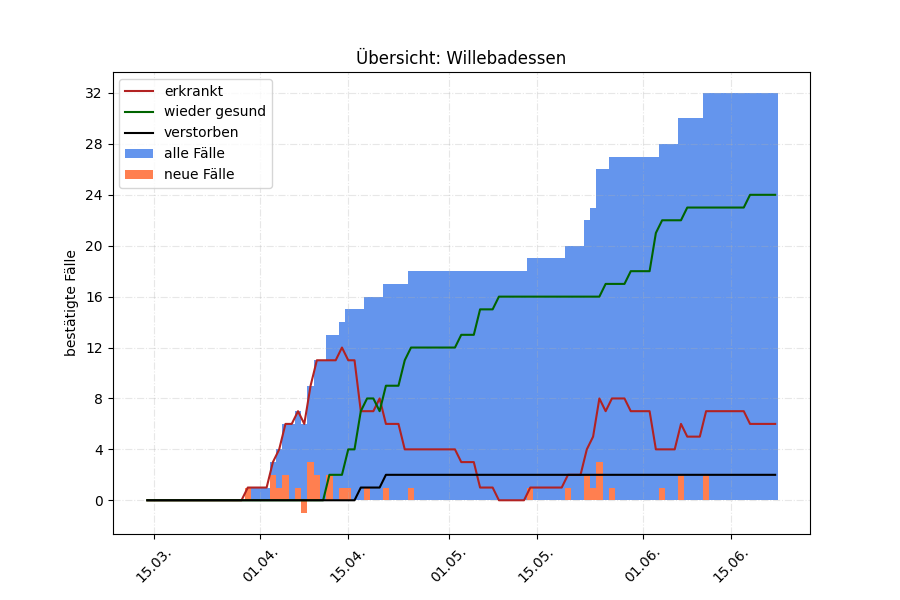 Übersicht: Willebadessen
erkrankt
wieder gesund
verstorben
alle Fälle
neue Fälle
bestätigte Fälle
32
28
24
20
16
12
8
4
0
15.03.
01.04.
15.04.
01.05.
15.05.
01.06.
15.06.